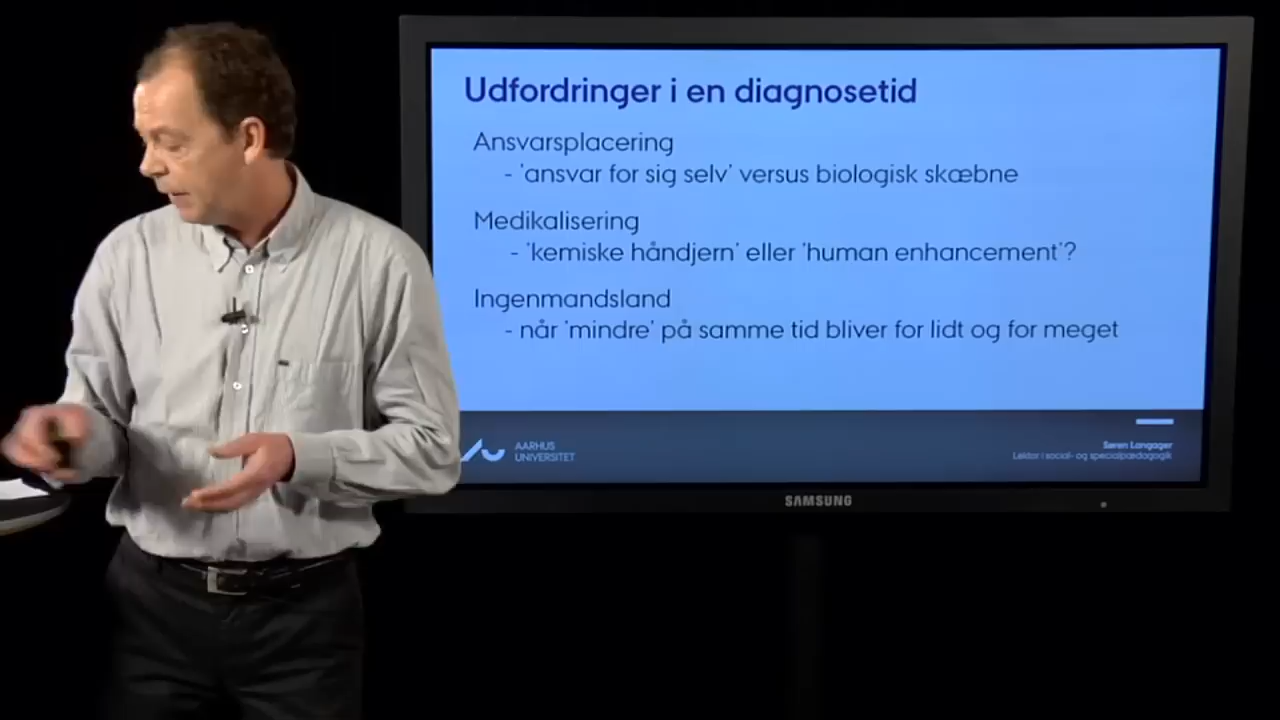 Udfordringer i en diagnosetid
Ansvarsplacering
- 'ansvar for sig selv' versus biologisk skæbne
Medikalisering
- 'kemiske håndjern' eller 'human enhancement'?
Ingenmandsland
- når 'mindre' på samme tid bliver for lidt og for meget
AARHUS
UNIVERSITET
Søren Langager
Lektor i social- og specialpædagogik
SAMSUNG